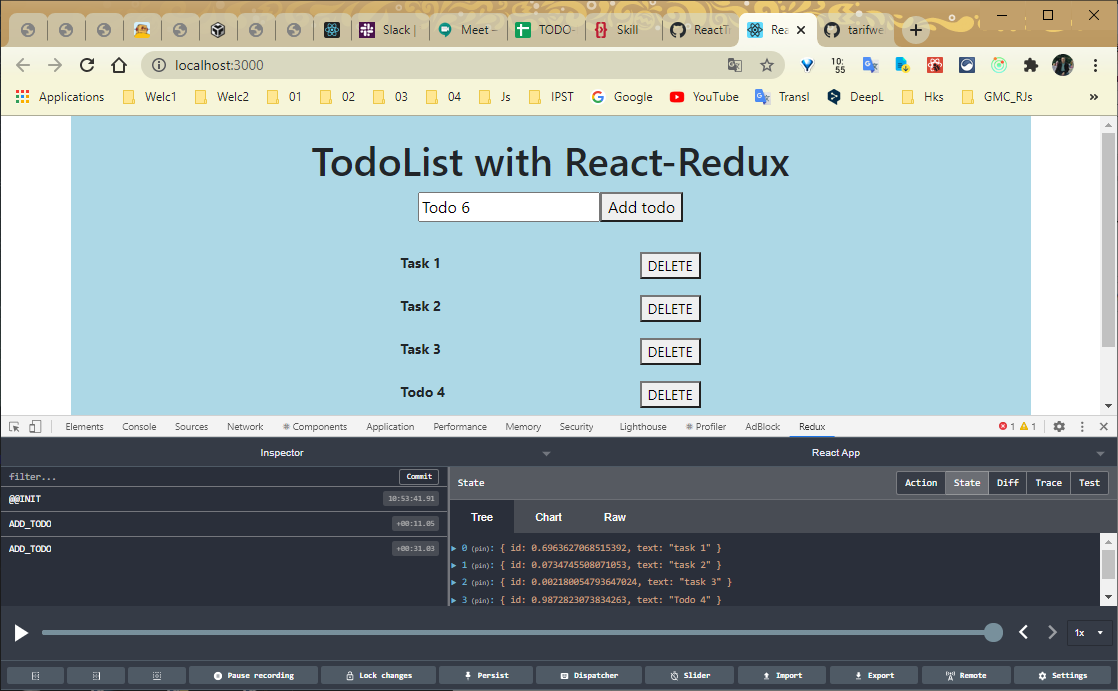 Slack | Meet – TODO- Skill ReactTr Rea tarifwe
localhost:3000 10: 55
Applications Welc1 Welc2 01 02 03 04 Js IPST Google YouTube Transl DeepL Hks GMC_RJs »
TodoList with React-Redux
Todo 6 Add todo
Task 1 DELETE
Task 2 DELETE
Task 3 DELETE
Todo 4 DELETE
Elements Console Sources Network Components Application Performance Memory Security Lighthouse Profiler AdBlock Redux 1 1
Inspector React App
filter... Commit State Action State Diff Trace Test
@@INIT 10:53:41.91 Tree Chart Raw
ADD_TODO +00:11.05
ADD_TODO +00:31.03
0 (pin): { id: 0.6963627068515392, text: "task 1" }
1 (pin): { id: 0.0734745508071053, text: "task 2" }
2 (pin): { id: 0.002180054793647024, text: "task 3" }
3 (pin): { id: 0.9872823073834263, text: "Todo 4" }
1x
Pause recording Lock changes Persist Dispatcher Slider Import Export Remote Settings